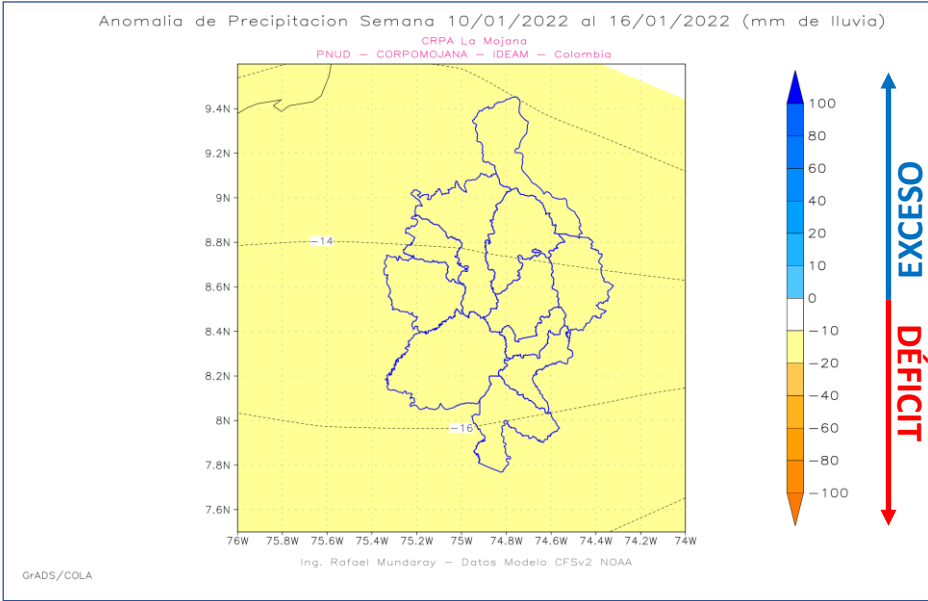 Anomalia de Precipitacion Semana 10/01/2022 al 16/01/2022 (mm de lluvia)
CRPA La Mojana
PNUD – CORPOMOJANA – IDEAM – Colombia
9.4N
9.2N
9N
8.8N
8.6N
8.4N
8.2N
8N
7.8N
7.6N
−14
−16
76W 75.8W 75.6W 75.4W 75.2W 75W 74.8W 74.6W 74.4W 74.2W 74W
100
80
60
40
20
10
0
−10
−20
−40
−60
−80
−100
EXCESO
DÉFICIT
Ing. Rafael Mundaray – Datos Modelo CFSv2 NOAA
GrADS/COLA